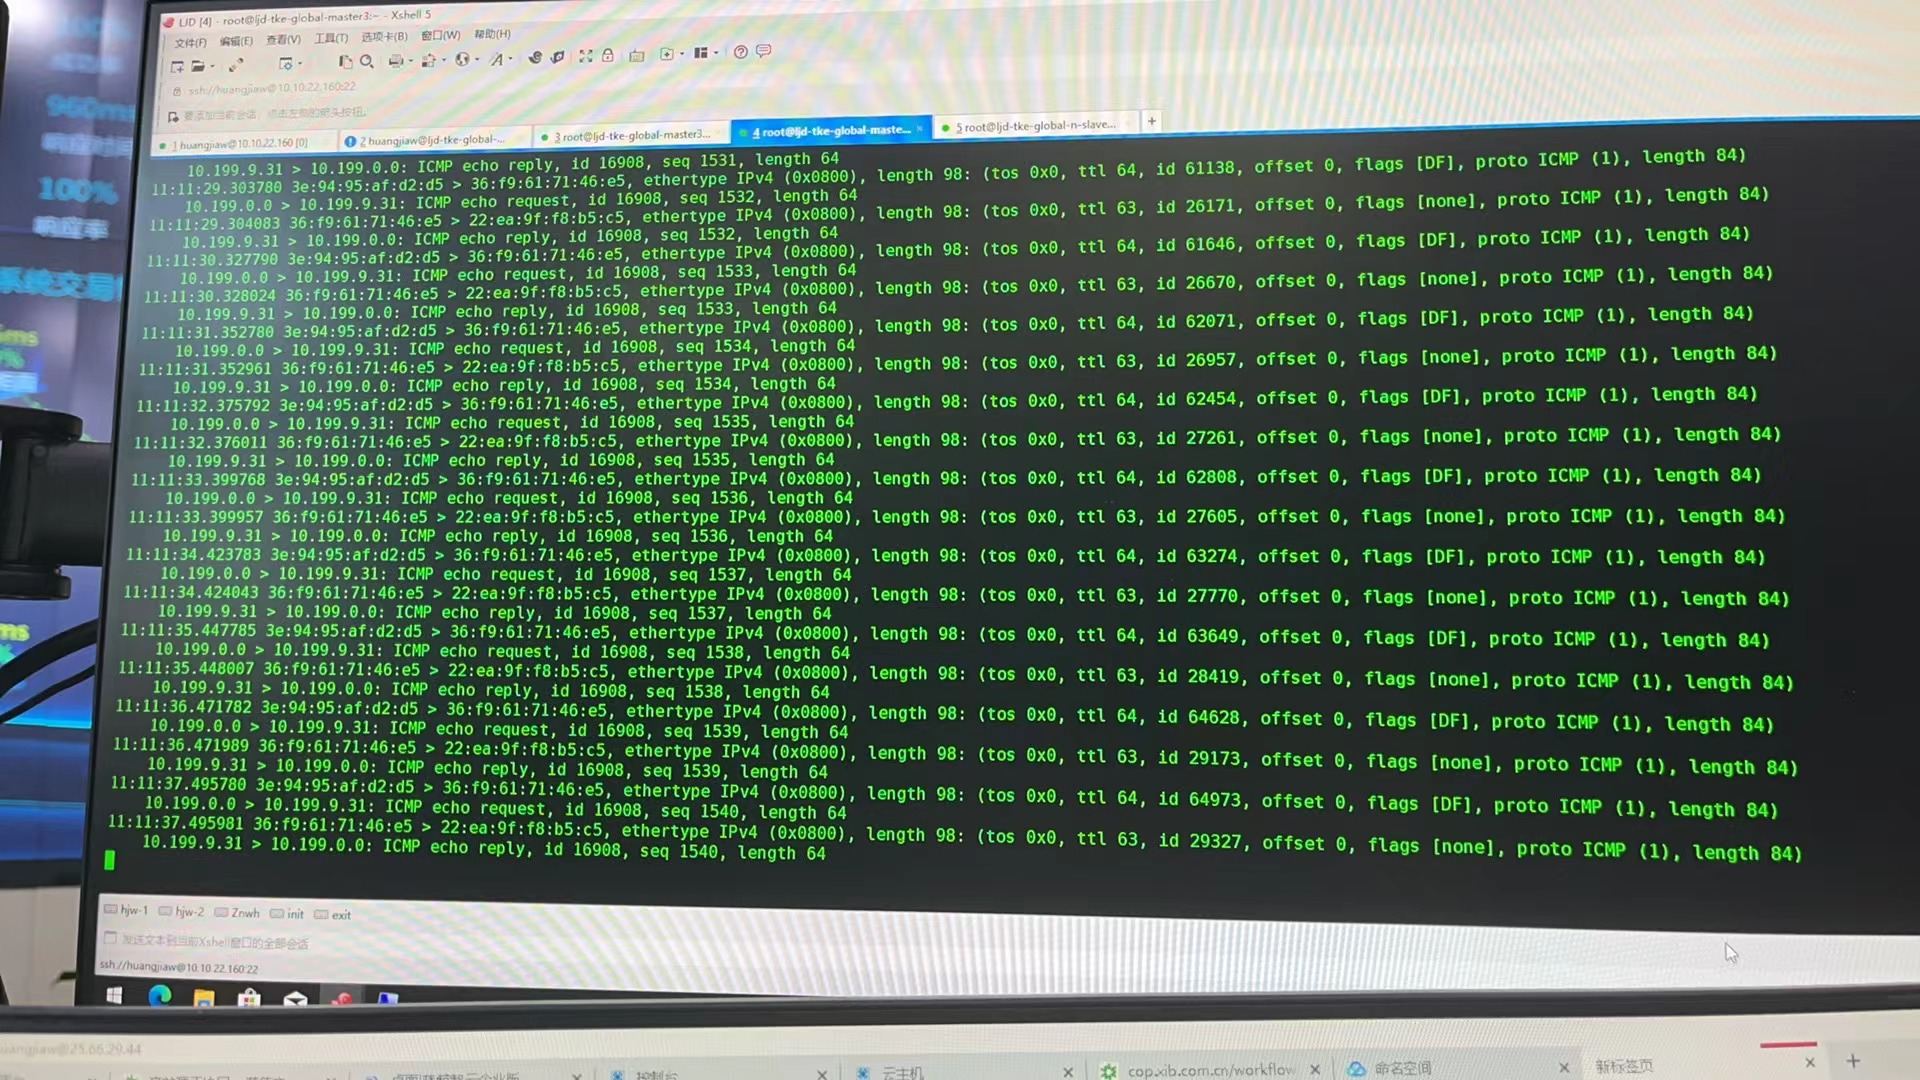 100%
960ms
100%
响应率
系统交易
LJD [4] - root@ljd-tke-global-master3:~ - Xshell 5
文件(F) 编辑(E) 查看(V) 工具(T) 选项卡(B) 窗口(W) 帮助(H)
ssh://huangjiaw@10.10.22.160:22
要添加当前会话，点击左侧的箭头按钮。
1 huangjiaw@10.10.22.160 [0] 2 huangjiaw@ljd-tke-global-... 3 root@ljd-tke-global-master3... 4 root@ljd-tke-global-maste... × 5 root@ljd-tke-global-n-slave... +
10.199.9.31 > 10.199.0.0: ICMP echo reply, id 16908, seq 1531, length 64
11:11:29.303780 3e:94:95:af:d2:d5 > 36:f9:61:71:46:e5, ethertype IPv4 (0x0800), length 98: (tos 0x0, ttl 64, id 61138, offset 0, flags [DF], proto ICMP (1), length 84)
10.199.0.0 > 10.199.9.31: ICMP echo request, id 16908, seq 1532, length 64
11:11:29.304083 36:f9:61:71:46:e5 > 22:ea:9f:f8:b5:c5, ethertype IPv4 (0x0800), length 98: (tos 0x0, ttl 63, id 26171, offset 0, flags [none], proto ICMP (1), length 84)
10.199.9.31 > 10.199.0.0: ICMP echo reply, id 16908, seq 1532, length 64
11:11:30.327790 3e:94:95:af:d2:d5 > 36:f9:61:71:46:e5, ethertype IPv4 (0x0800), length 98: (tos 0x0, ttl 64, id 61646, offset 0, flags [DF], proto ICMP (1), length 84)
10.199.0.0 > 10.199.9.31: ICMP echo request, id 16908, seq 1533, length 64
11:11:30.328024 36:f9:61:71:46:e5 > 22:ea:9f:f8:b5:c5, ethertype IPv4 (0x0800), length 98: (tos 0x0, ttl 63, id 26670, offset 0, flags [none], proto ICMP (1), length 84)
10.199.9.31 > 10.199.0.0: ICMP echo reply, id 16908, seq 1533, length 64
11:11:31.352780 3e:94:95:af:d2:d5 > 36:f9:61:71:46:e5, ethertype IPv4 (0x0800), length 98: (tos 0x0, ttl 64, id 62071, offset 0, flags [DF], proto ICMP (1), length 84)
10.199.0.0 > 10.199.9.31: ICMP echo request, id 16908, seq 1534, length 64
11:11:31.352961 36:f9:61:71:46:e5 > 22:ea:9f:f8:b5:c5, ethertype IPv4 (0x0800), length 98: (tos 0x0, ttl 63, id 26957, offset 0, flags [none], proto ICMP (1), length 84)
10.199.9.31 > 10.199.0.0: ICMP echo reply, id 16908, seq 1534, length 64
11:11:32.375792 3e:94:95:af:d2:d5 > 36:f9:61:71:46:e5, ethertype IPv4 (0x0800), length 98: (tos 0x0, ttl 64, id 62454, offset 0, flags [DF], proto ICMP (1), length 84)
10.199.0.0 > 10.199.9.31: ICMP echo request, id 16908, seq 1535, length 64
11:11:32.376011 36:f9:61:71:46:e5 > 22:ea:9f:f8:b5:c5, ethertype IPv4 (0x0800), length 98: (tos 0x0, ttl 63, id 27261, offset 0, flags [none], proto ICMP (1), length 84)
10.199.9.31 > 10.199.0.0: ICMP echo reply, id 16908, seq 1535, length 64
11:11:33.399768 3e:94:95:af:d2:d5 > 36:f9:61:71:46:e5, ethertype IPv4 (0x0800), length 98: (tos 0x0, ttl 64, id 62808, offset 0, flags [DF], proto ICMP (1), length 84)
10.199.0.0 > 10.199.9.31: ICMP echo request, id 16908, seq 1536, length 64
11:11:33.399957 36:f9:61:71:46:e5 > 22:ea:9f:f8:b5:c5, ethertype IPv4 (0x0800), length 98: (tos 0x0, ttl 63, id 27605, offset 0, flags [none], proto ICMP (1), length 84)
10.199.9.31 > 10.199.0.0: ICMP echo reply, id 16908, seq 1536, length 64
11:11:34.423783 3e:94:95:af:d2:d5 > 36:f9:61:71:46:e5, ethertype IPv4 (0x0800), length 98: (tos 0x0, ttl 64, id 63274, offset 0, flags [DF], proto ICMP (1), length 84)
10.199.0.0 > 10.199.9.31: ICMP echo request, id 16908, seq 1537, length 64
11:11:34.424043 36:f9:61:71:46:e5 > 22:ea:9f:f8:b5:c5, ethertype IPv4 (0x0800), length 98: (tos 0x0, ttl 63, id 27770, offset 0, flags [none], proto ICMP (1), length 84)
10.199.9.31 > 10.199.0.0: ICMP echo reply, id 16908, seq 1537, length 64
11:11:35.447785 3e:94:95:af:d2:d5 > 36:f9:61:71:46:e5, ethertype IPv4 (0x0800), length 98: (tos 0x0, ttl 64, id 63649, offset 0, flags [DF], proto ICMP (1), length 84)
10.199.0.0 > 10.199.9.31: ICMP echo request, id 16908, seq 1538, length 64
11:11:35.448007 36:f9:61:71:46:e5 > 22:ea:9f:f8:b5:c5, ethertype IPv4 (0x0800), length 98: (tos 0x0, ttl 63, id 28419, offset 0, flags [none], proto ICMP (1), length 84)
10.199.9.31 > 10.199.0.0: ICMP echo reply, id 16908, seq 1538, length 64
11:11:36.471782 3e:94:95:af:d2:d5 > 36:f9:61:71:46:e5, ethertype IPv4 (0x0800), length 98: (tos 0x0, ttl 64, id 64628, offset 0, flags [DF], proto ICMP (1), length 84)
10.199.0.0 > 10.199.9.31: ICMP echo request, id 16908, seq 1539, length 64
11:11:36.471989 36:f9:61:71:46:e5 > 22:ea:9f:f8:b5:c5, ethertype IPv4 (0x0800), length 98: (tos 0x0, ttl 63, id 29173, offset 0, flags [none], proto ICMP (1), length 84)
10.199.9.31 > 10.199.0.0: ICMP echo reply, id 16908, seq 1539, length 64
11:11:37.495780 3e:94:95:af:d2:d5 > 36:f9:61:71:46:e5, ethertype IPv4 (0x0800), length 98: (tos 0x0, ttl 64, id 64973, offset 0, flags [DF], proto ICMP (1), length 84)
10.199.0.0 > 10.199.9.31: ICMP echo request, id 16908, seq 1540, length 64
11:11:37.495981 36:f9:61:71:46:e5 > 22:ea:9f:f8:b5:c5, ethertype IPv4 (0x0800), length 98: (tos 0x0, ttl 63, id 29327, offset 0, flags [none], proto ICMP (1), length 84)
10.199.9.31 > 10.199.0.0: ICMP echo reply, id 16908, seq 1540, length 64
hjw-1 hjw-2 Znwh init exit
发送文本到当前Xshell窗口的全部会话
ssh://huangjiaw@10.10.22.160:22
uangjiaw@25.66.29.44
控制台 × 云主机 × cop.xib.com.cn/workflow × 命名空间 × 新标签页 × +